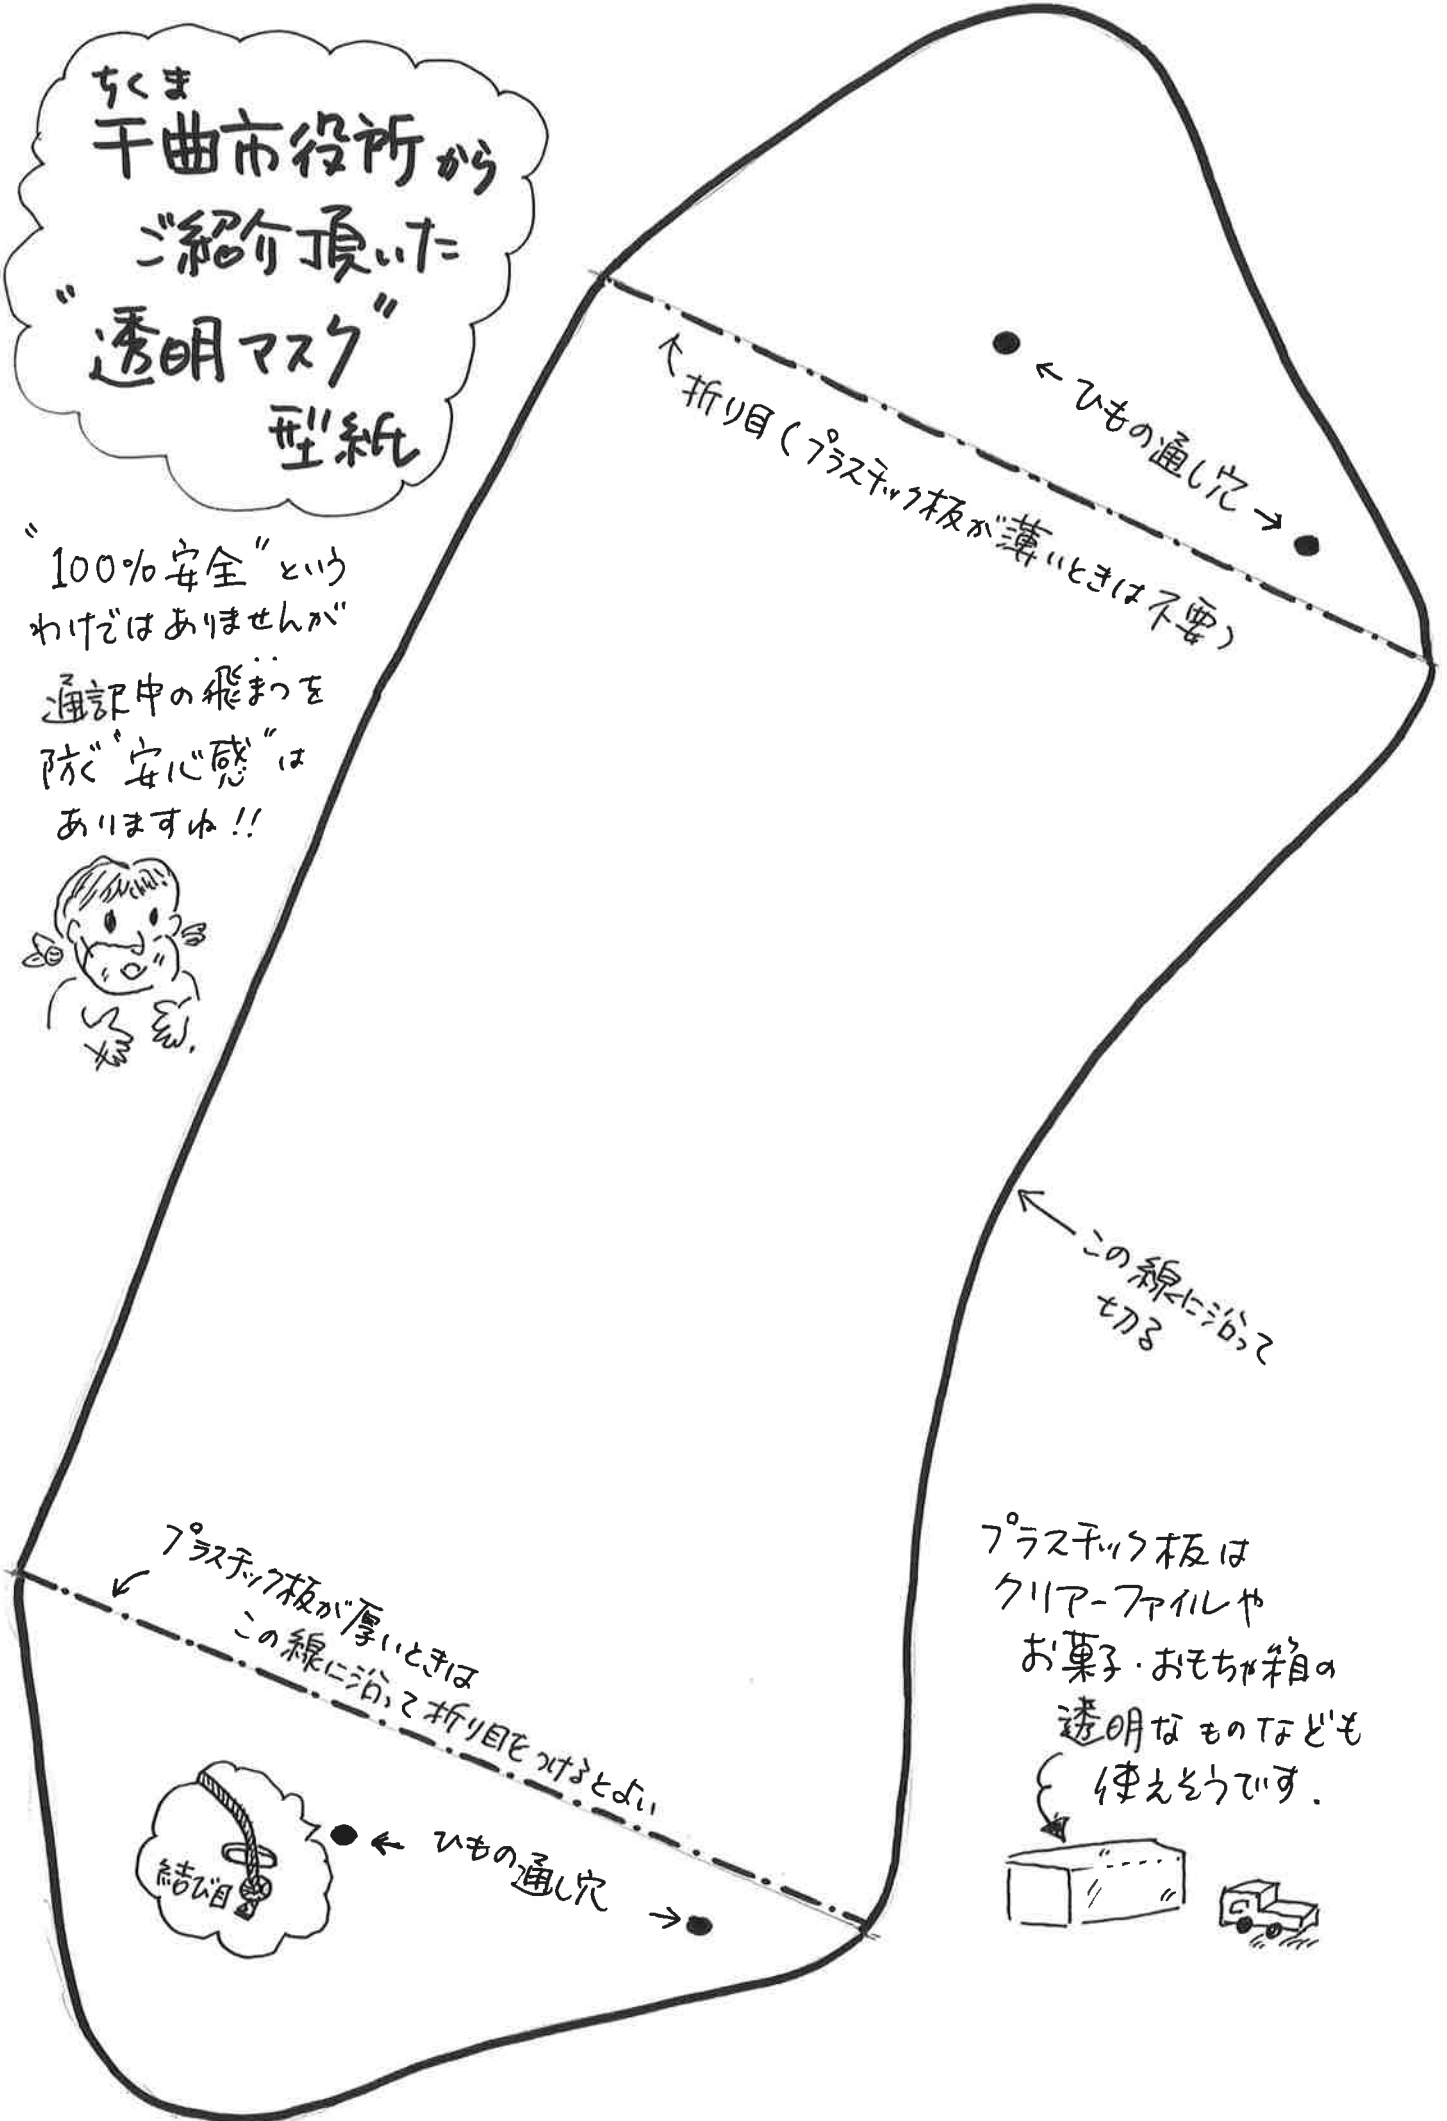 ちくま
千曲市役所から
ご紹介頂いた
"透明マスク"
型紙
"100%安全"という
わけではありませんが
通訳中の飛まつを
防ぐ"安心感"は
ありますね!!
←ひもの通し穴→
↑折り目(プラスチック板が薄いときは不要)
この線に沿って
切る
プラスチック板が厚いときは
この線に沿って折り目をつけるとよい
結び目
← ひもの通し穴 →
プラスチック板は
クリアーファイルや
お菓子・おもちゃ箱の
透明なものなども
使えそうです.